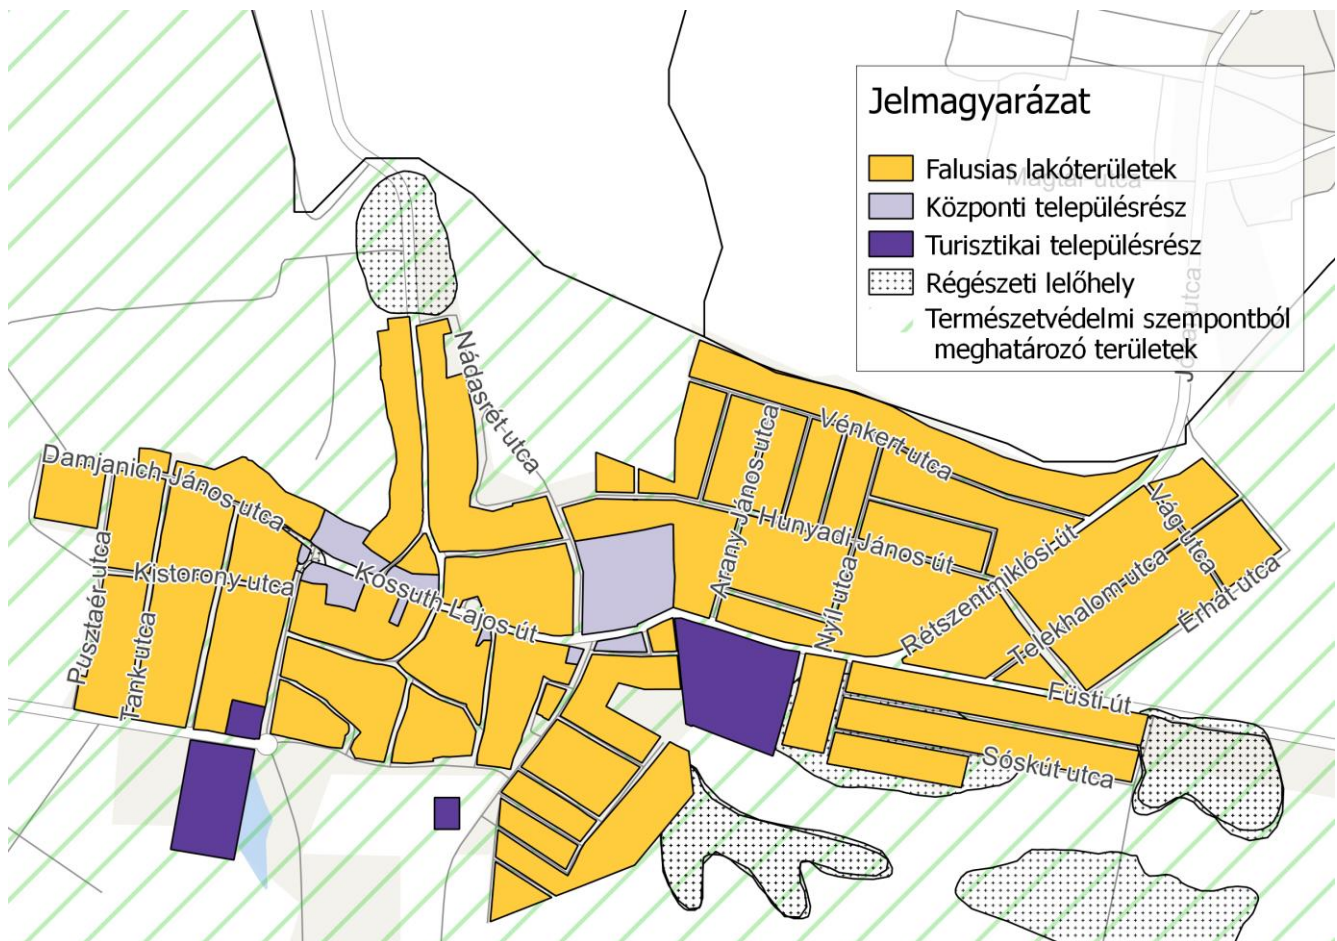 Jelmagyarázat
Falusias lakóterületek
Központi településrész
Turisztikai településrész
Régészeti lelőhely
Természetvédelmi szempontból
meghatározó területek
Magtár utca
Nádasrét-utca
Vénkert-utca
Damjanich-János-utca
Arany-János-utca
Hunyadi-János-út
Vág-utca
Pusztaér-utca
Kistorony-utca
Kossuth-Lajos-út
Nyíl-utca
Rétszentmiklósi-út
Telekhalom-utca
Érhát-utca
Tank-utca
Füsti-út
Sóskút-utca